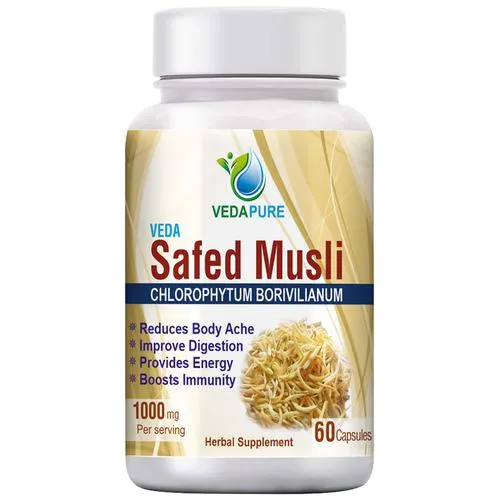 VEDAPURE
VEDA
Safed Musli
CHLOROPHYTUM BORIVILIANUM
Reduces Body Ache
Improve Digestion
Provides Energy
Boosts Immunity
1000 mg
Per serving
Herbal Supplement
60 Capsules